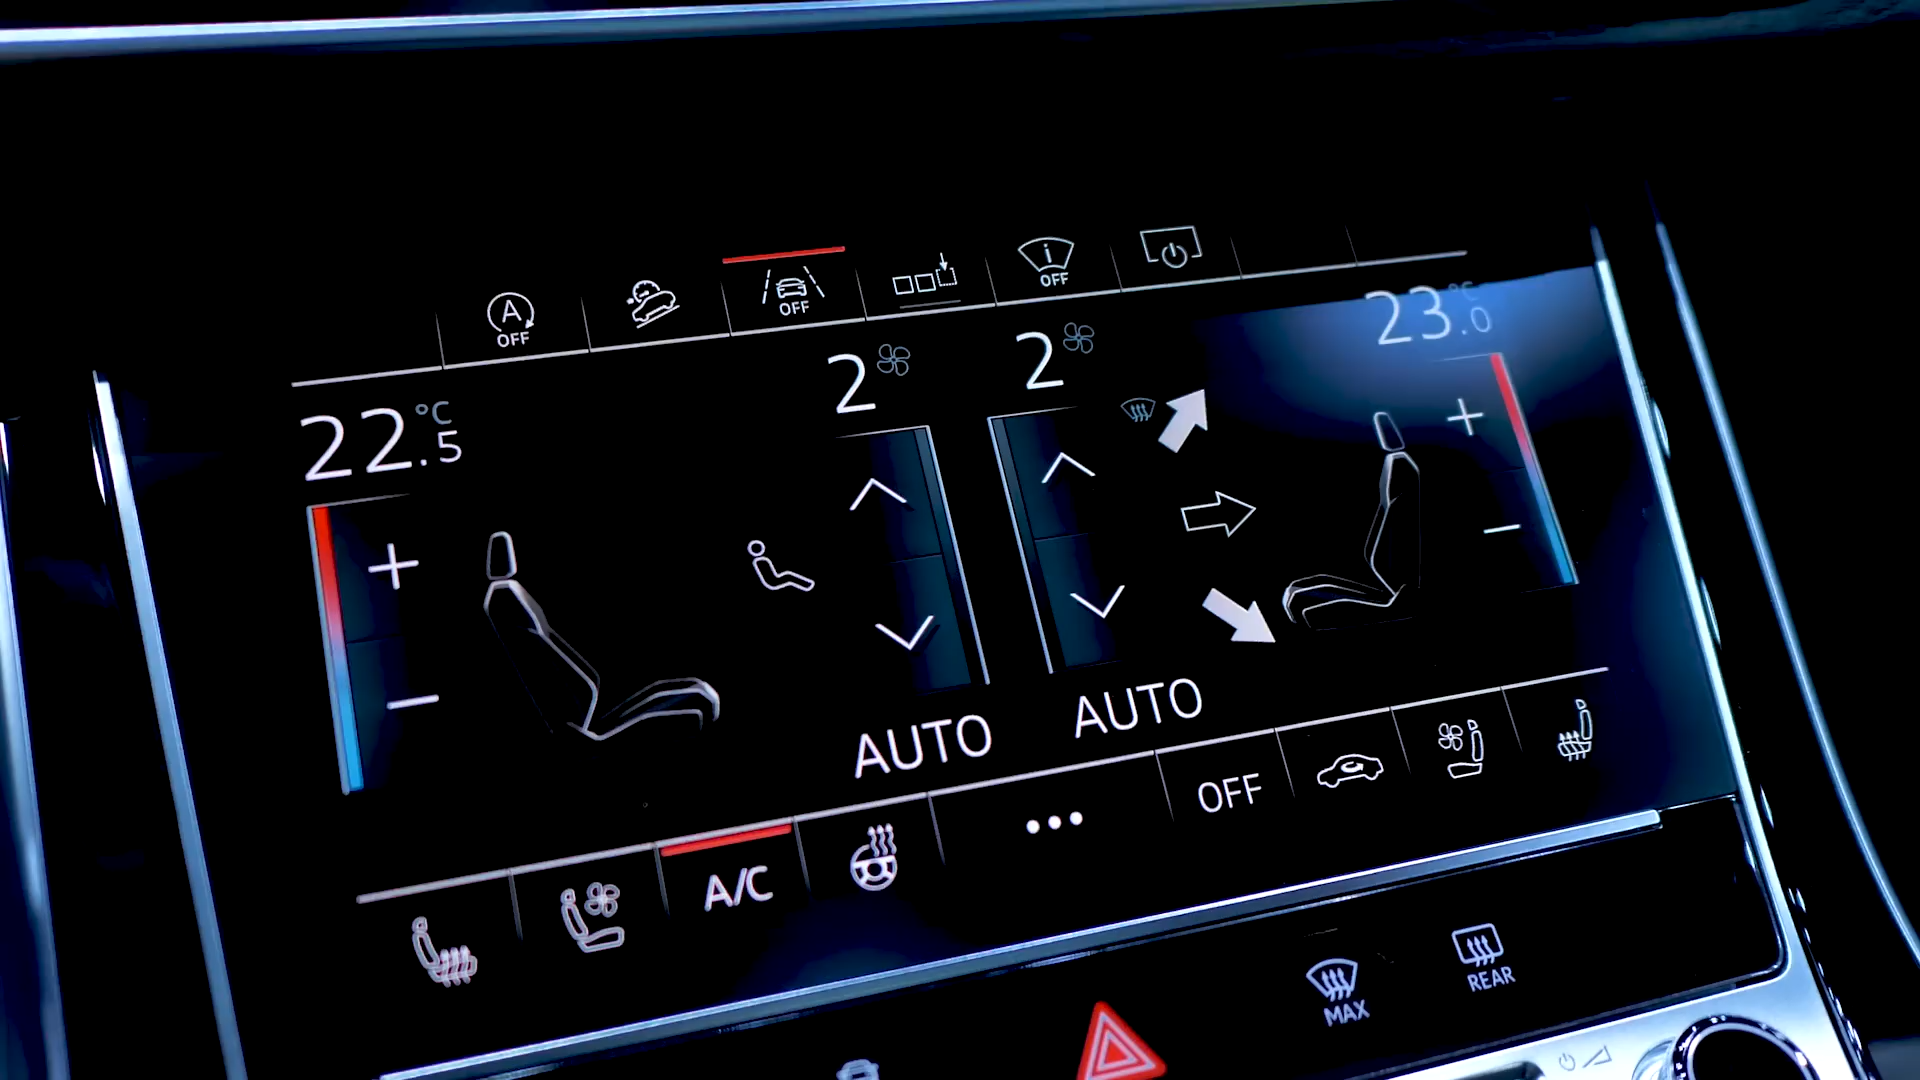 A
OFF
OFF
i
OFF
22.5 °C
2
2
23.0 °C
AUTO
AUTO
A/C
OFF
MAX
REAR